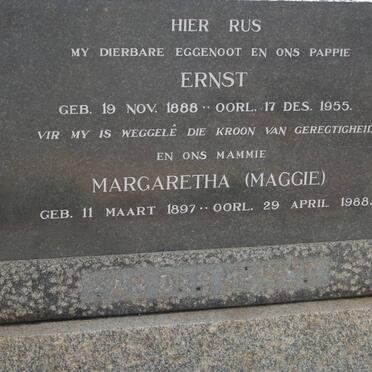 HIER RUS
MY DIERBARE EGGENOOT EN ONS PAPPIE
ERNST
GEB. 19 NOV. 1888 ·· OORL. 17 DES. 1955.
VIR MY IS WEGGELÊ DIE KROON VAN GEREGTIGHEID
EN ONS MAMMIE
MARGARETHA (MAGGIE)
GEB. 11 MAART 1897 ·· OORL. 29 APRIL 1988.